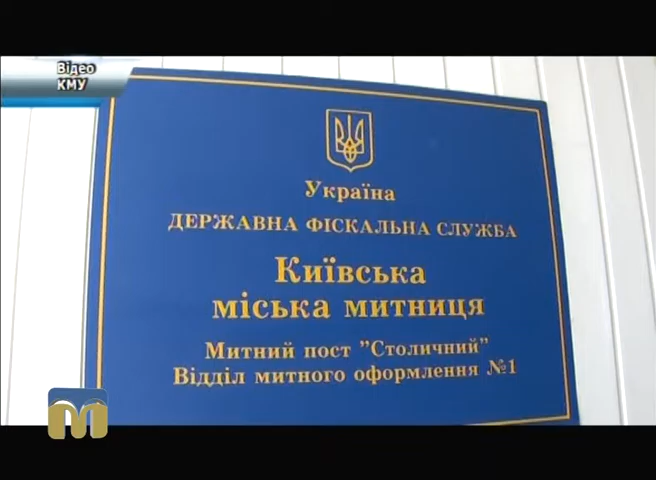 Відео
КМУ
Україна
ДЕРЖАВНА ФІСКАЛЬНА СЛУЖБА
Київська
міська митниця
Митний пост "Столичний"
Відділ митного оформлення №1